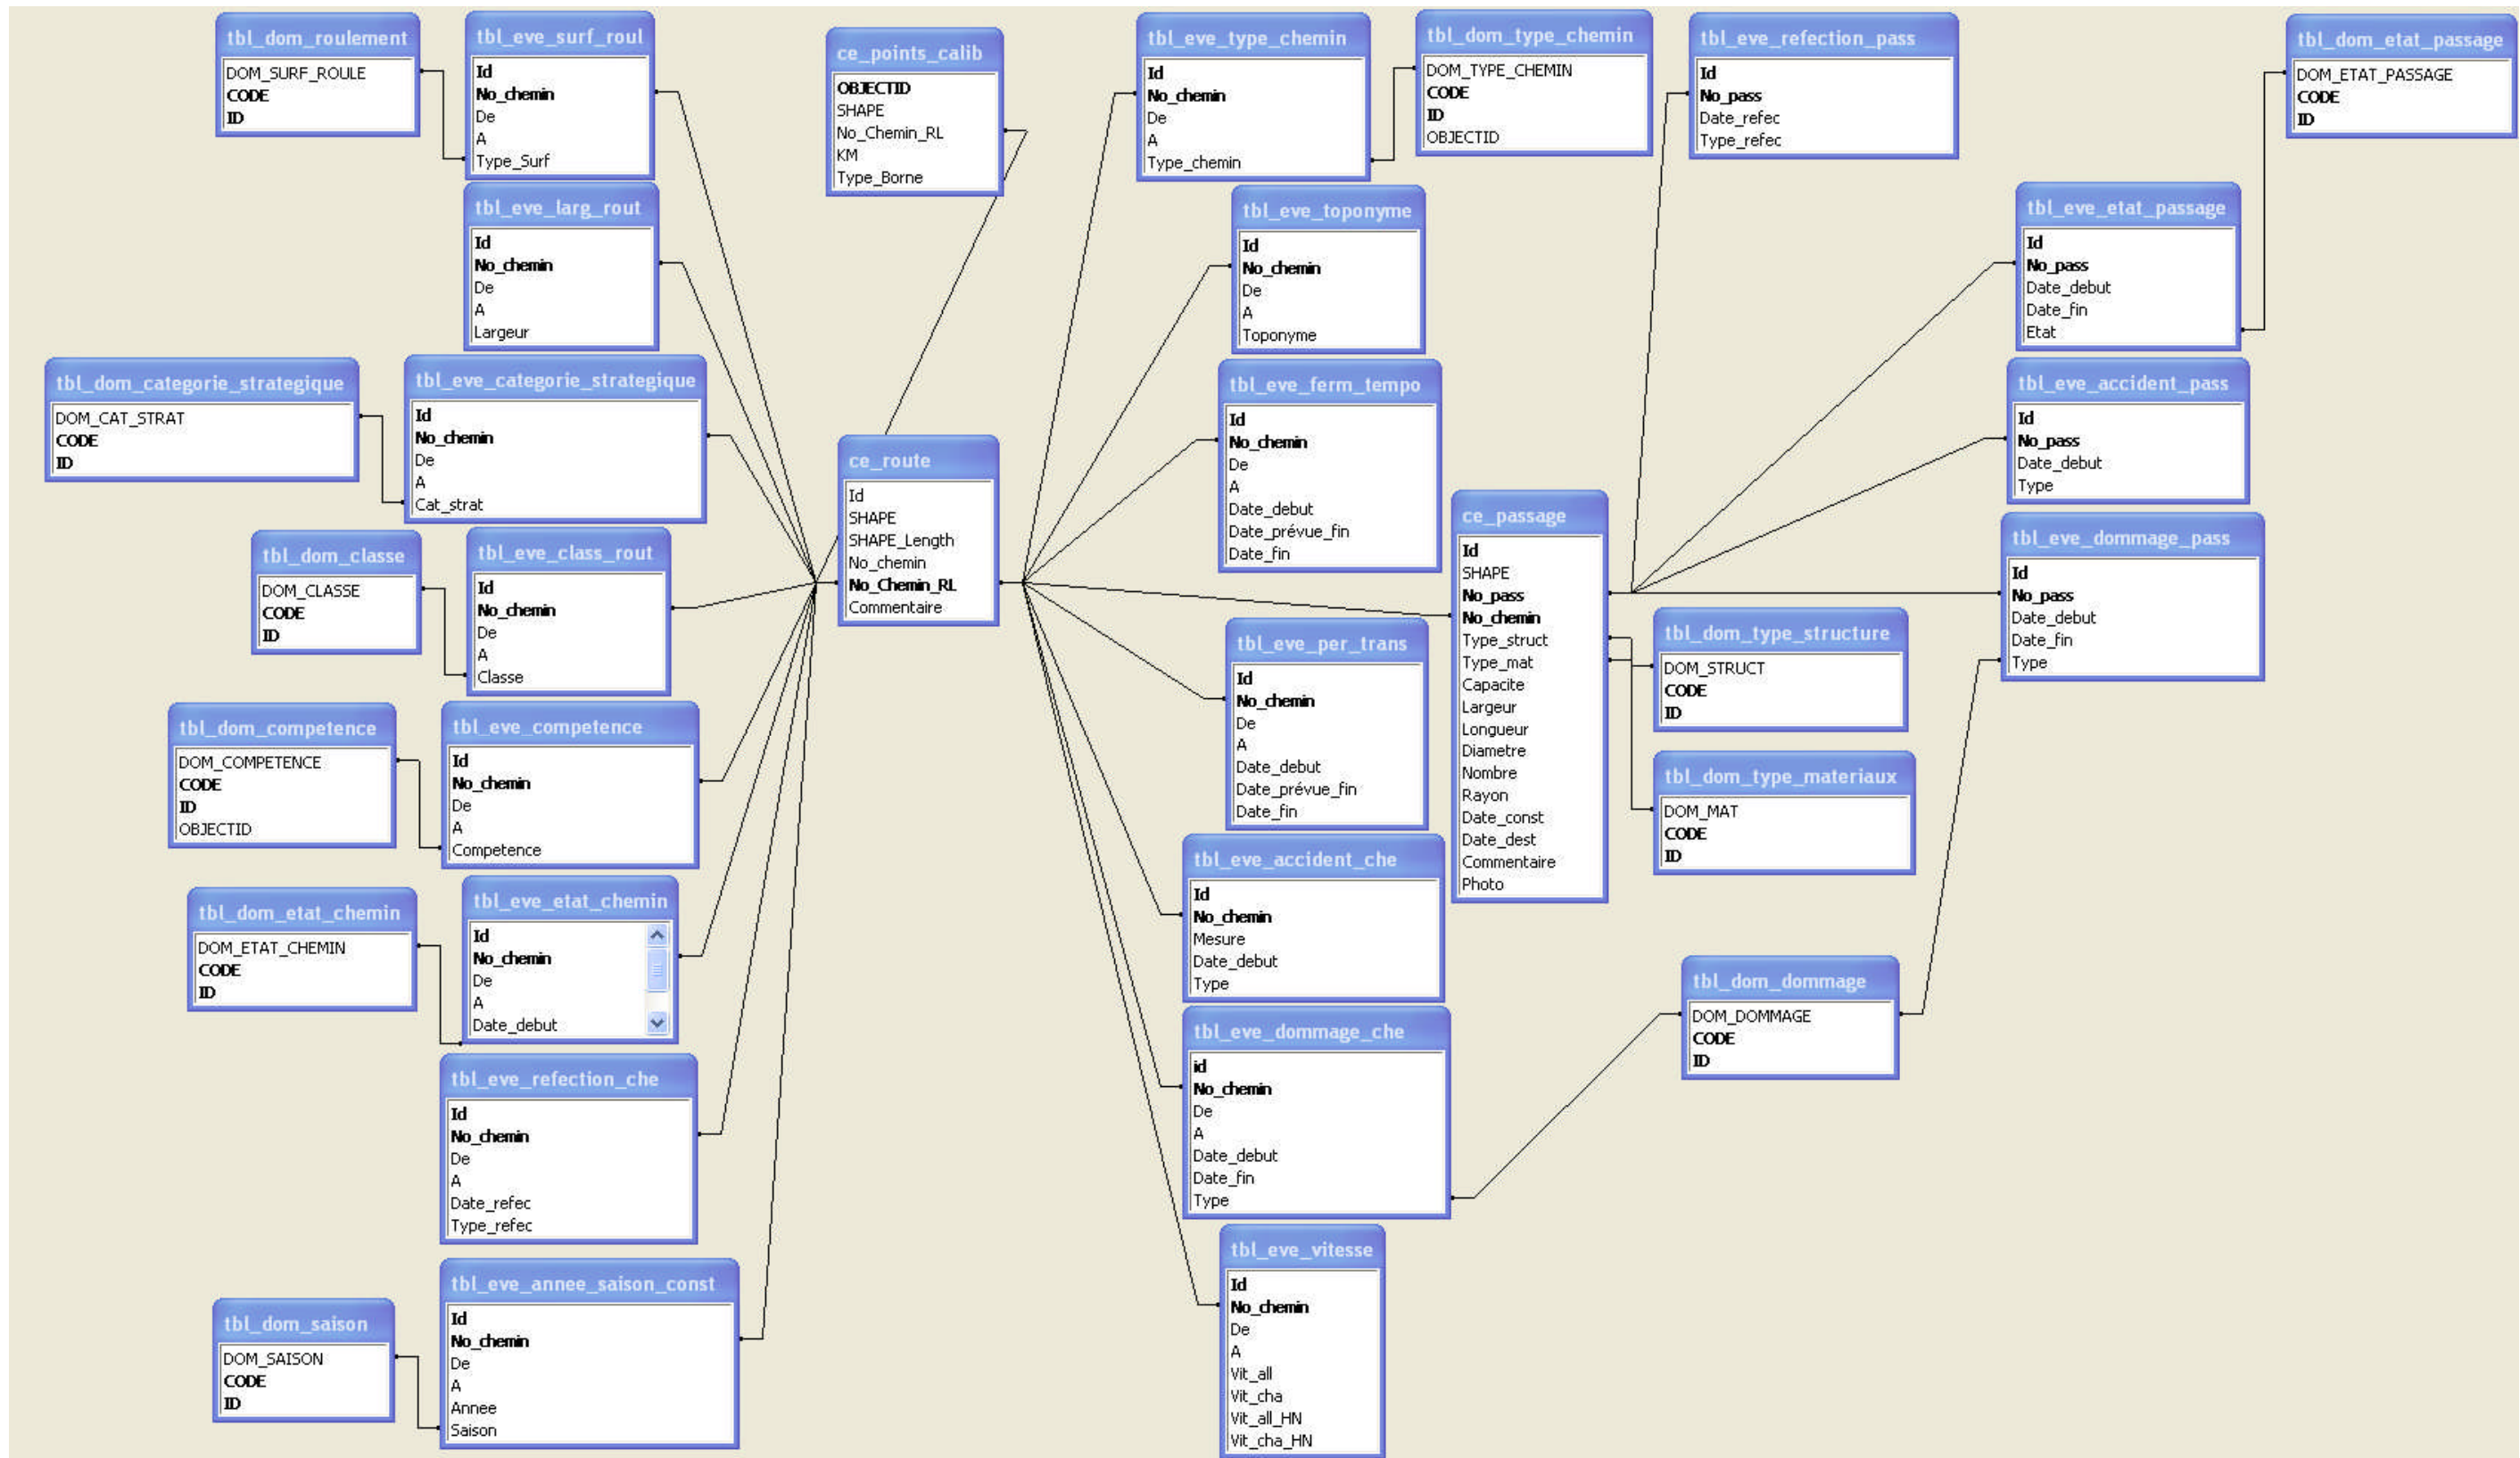 tbl_dom_roulement
DOM_SURF_ROULE
CODE
ID
tbl_eve_surf_roul
Id
No_chemin
De
A
Type_Surf
ce_points_calib
OBJECTID
SHAPE
No_Chemin_RL
KM
Type_Borne
tbl_eve_type_chemin
Id
No_chemin
De
A
Type_chemin
tbl_dom_type_chemin
DOM_TYPE_CHEMIN
CODE
ID
OBJECTID
tbl_eve_refection_pass
Id
No_pass
Date_refec
Type_refec
tbl_dom_etat_passage
DOM_ETAT_PASSAGE
CODE
ID
tbl_eve_larg_rout
Id
No_chemin
De
A
Largeur
tbl_eve_toponyme
Id
No_chemin
De
A
Toponyme
tbl_eve_etat_passage
Id
No_pass
Date_debut
Date_fin
Etat
tbl_dom_categorie_strategique
DOM_CAT_STRAT
CODE
ID
tbl_eve_categorie_strategique
Id
No_chemin
De
A
Cat_strat
tbl_eve_ferm_tempo
Id
No_chemin
De
A
Date_debut
Date_prévue_fin
Date_fin
tbl_eve_accident_pass
Id
No_pass
Date_debut
Type
ce_route
Id
SHAPE
SHAPE_Length
No_chemin
No_Chemin_RL
Commentaire
ce_passage
Id
SHAPE
No_pass
No_chemin
Type_struct
Type_mat
Capacite
Largeur
Longueur
Diametre
Nombre
Rayon
Date_const
Date_dest
Commentaire
Photo
tbl_eve_dommage_pass
Id
No_pass
Date_debut
Date_fin
Type
tbl_dom_classe
DOM_CLASSE
CODE
ID
tbl_eve_class_rout
Id
No_chemin
De
A
Classe
tbl_eve_per_trans
Id
No_chemin
De
A
Date_debut
Date_prévue_fin
Date_fin
tbl_dom_type_structure
DOM_STRUCT
CODE
ID
tbl_dom_competence
DOM_COMPETENCE
CODE
ID
OBJECTID
tbl_eve_competence
Id
No_chemin
De
A
Competence
tbl_dom_type_materiaux
DOM_MAT
CODE
ID
tbl_eve_accident_che
Id
No_chemin
Mesure
Date_debut
Type
tbl_dom_etat_chemin
DOM_ETAT_CHEMIN
CODE
ID
tbl_eve_etat_chemin
Id
No_chemin
De
A
Date_debut
tbl_dom_dommage
DOM_DOMMAGE
CODE
ID
tbl_eve_dommage_che
id
No_chemin
De
A
Date_debut
Date_fin
Type
tbl_eve_refection_che
Id
No_chemin
De
A
Date_refec
Type_refec
tbl_eve_vitesse
Id
No_chemin
De
A
Vit_all
Vit_cha
Vit_all_HN
Vit_cha_HN
tbl_dom_saison
DOM_SAISON
CODE
ID
tbl_eve_annee_saison_const
Id
No_chemin
De
A
Annee
Saison